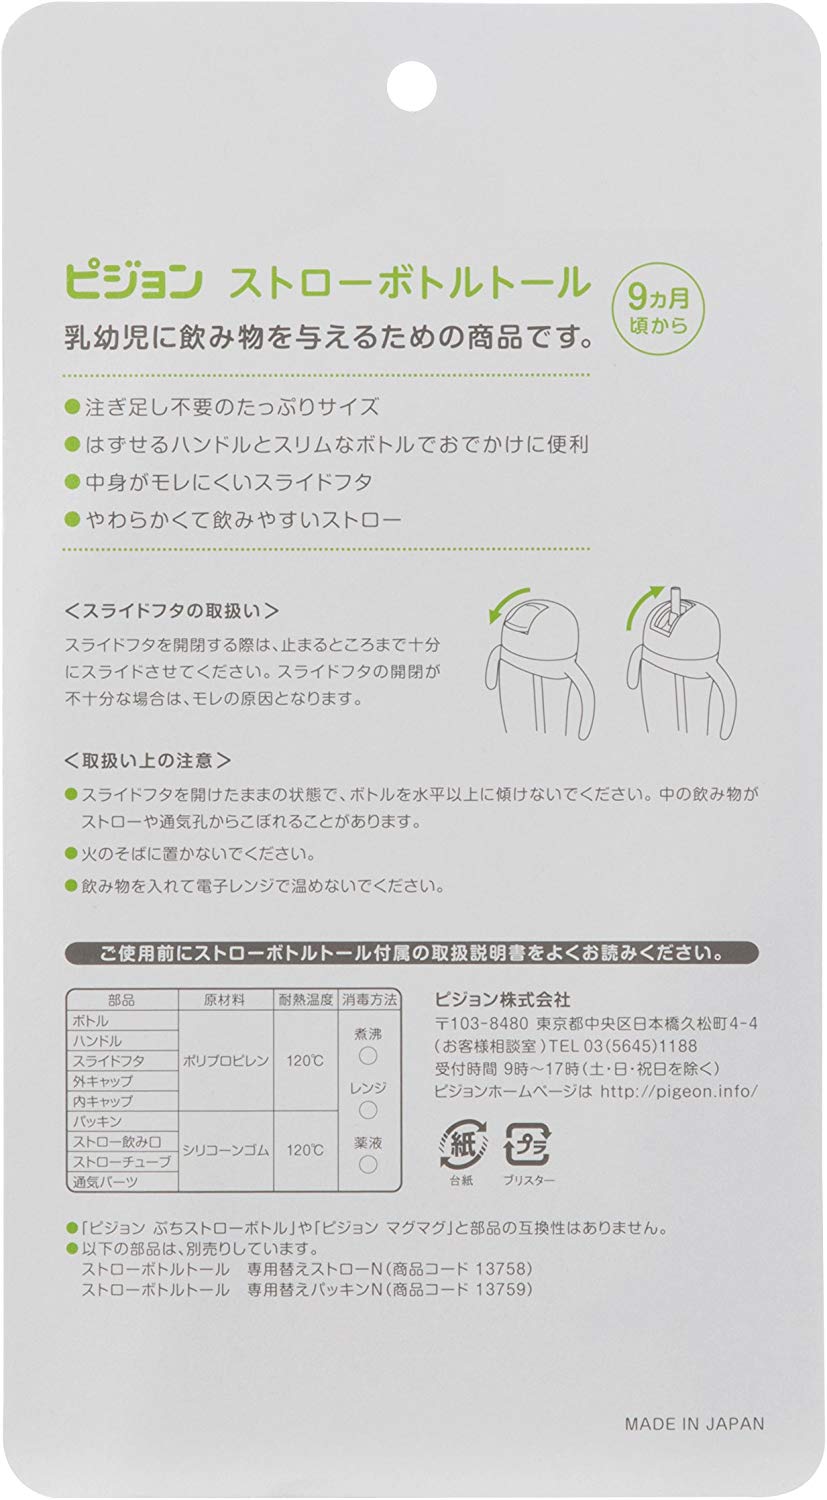 ピジョン ストローボトルトール
9ヵ月
頃から
乳幼児に飲み物を与えるための商品です。
●注ぎ足し不要のたっぷりサイズ
●はずせるハンドルとスリムなボトルでおでかけに便利
●中身がモレにくいスライドフタ
●やわらかくて飲みやすいストロー
＜スライドフタの取扱い＞
スライドフタを開閉する際は、止まるところまで十分
にスライドさせてください。スライドフタの開閉が
不十分な場合は、モレの原因となります。
＜取扱い上の注意＞
●スライドフタを開けたままの状態で、ボトルを水平以上に傾けないでください。中の飲み物が
ストローや通気孔からこぼれることがあります。
●火のそばに置かないでください。
●飲み物を入れて電子レンジで温めないでください。
ご使用前にストローボトルトール付属の取扱説明書をよくお読みください。
部品 原材料 耐熱温度 消毒方法
ボトル
ハンドル
スライドフタ
外キャップ
内キャップ
ポリプロピレン 120℃
パッキン
ストロー飲み口
ストローチューブ
通気パーツ
シリコーンゴム 120℃
煮沸
○
レンジ
○
薬液
○
ピジョン株式会社
〒103-8480 東京都中央区日本橋久松町4-4
(お客様相談室)TEL 03(5645)1188
受付時間 9時〜17時(土・日・祝日を除く)
ピジョンホームページは http://pigeon.info/
紙 プラ
台紙 ブリスター
●「ピジョン ぷちストローボトル」や「ピジョン マグマグ」と部品の互換性はありません。
●以下の部品は、別売りしています。
ストローボトルトール 専用替えストローN(商品コード 13758)
ストローボトルトール 専用替えパッキンN(商品コード 13759)
MADE IN JAPAN